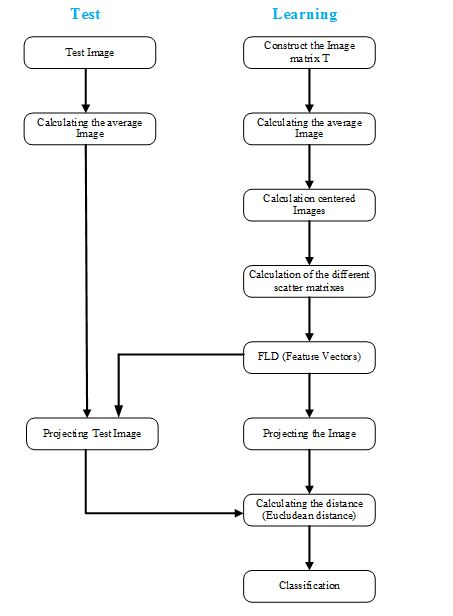 Test
Learning
Test Image
Construct the Image
matrix T
Calculating the average
Image
Calculating the average
Image
Calculation centered
Images
Calculation of the different
scatter matrixes
FLD (Feature Vectors)
Projecting Test Image
Projecting the Image
Calculating the distance
(Eucludean distance)
Classification